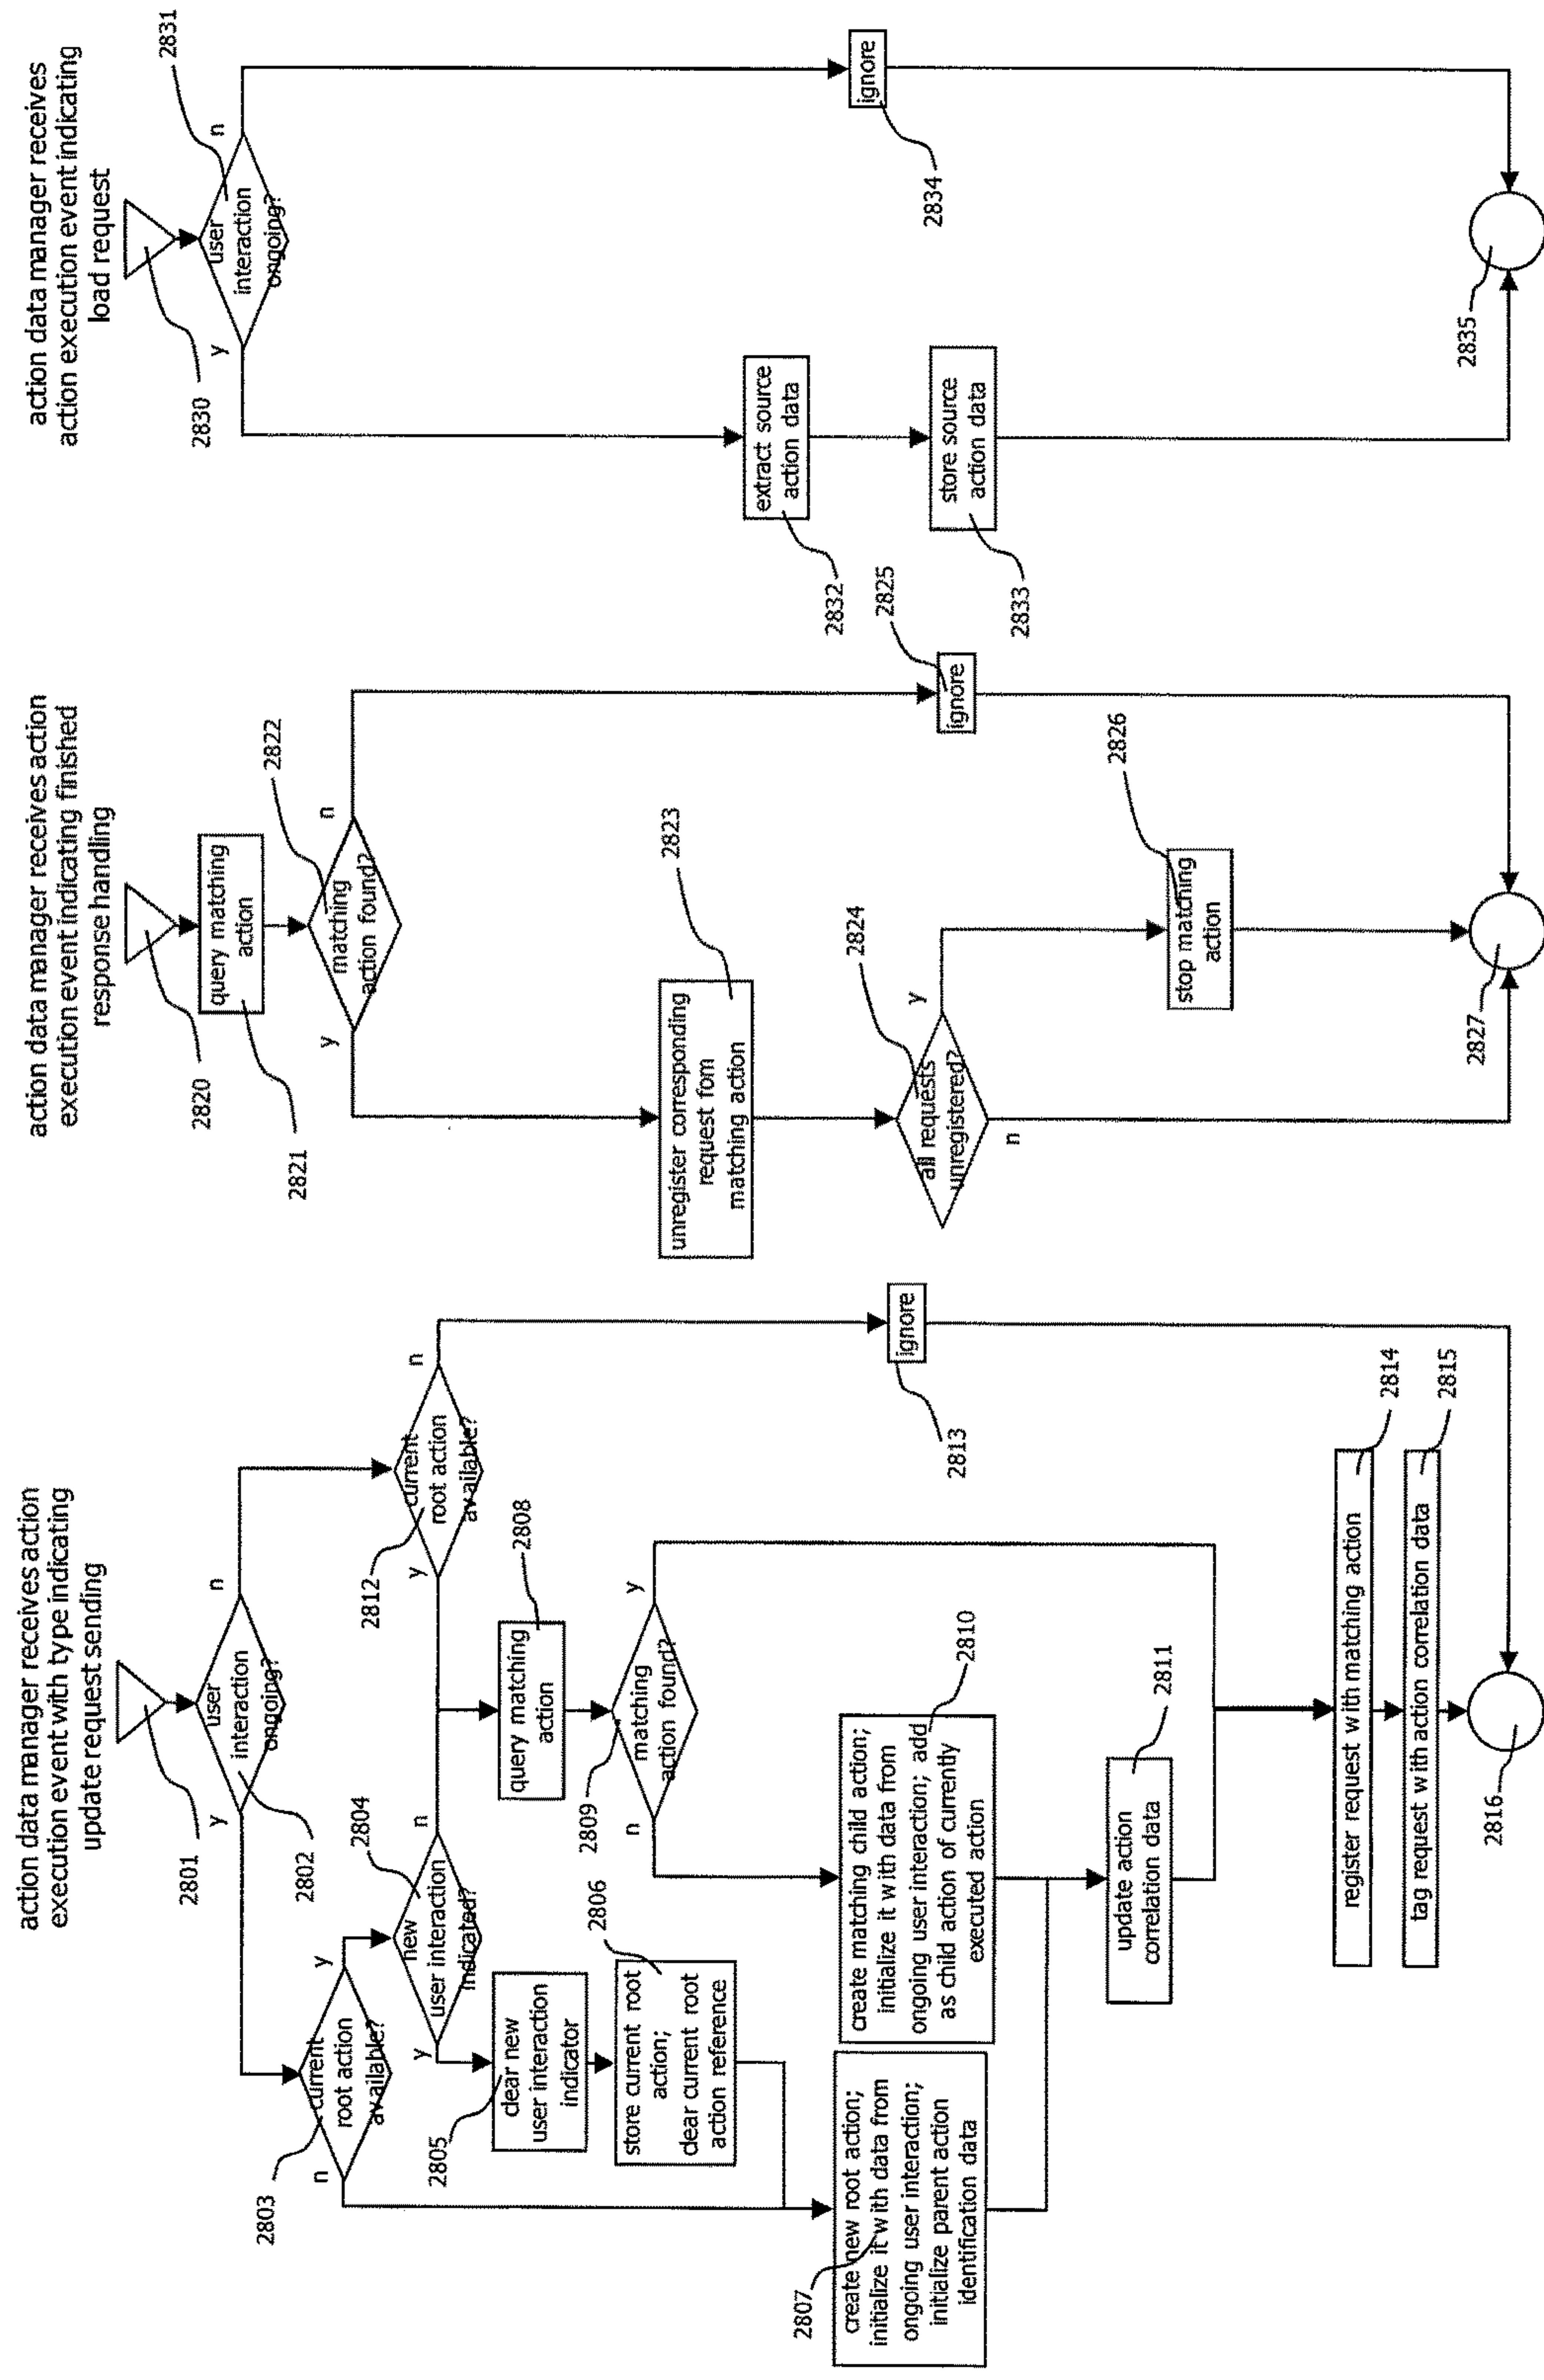 action data manager receives action
execution event with type indicating
update request sending
2801
user
interaction
ongoing?
2802
y
n
current
root action
available?
2803
n
y
new
user interaction
indicated?
2804
y
n
clear new
user interaction
indicator
2805
store current root
action;
clear current root
action reference
2806
create new root action;
initialize it with data from
ongoing user interaction;
initialize parent action
identification data
2807
current
root action
available?
2812
y
n
query matching
action
2808
matching
action found?
2809
n
y
create matching child action;
initialize it with data from
ongoing user interaction; add
as child action of currently
executed action
2810
update action
correlation data
2811
ignore
2813
register request with matching action
2814
tag request with action correlation data
2815
2816
action data manager receives action
execution event indicating finished
response handling
2820
query matching
action
2821
matching
action found?
2822
y
n
unregister corresponding
request fom
matching action
2823
all requests
unregistered?
2824
n
y
ignore
2825
stop matching
action
2826
2827
action data manager receives
action execution event indicating
load request
2830
user
interaction
ongoing?
2831
y
n
extract source
action data
2832
store source
action data
2833
ignore
2834
2835